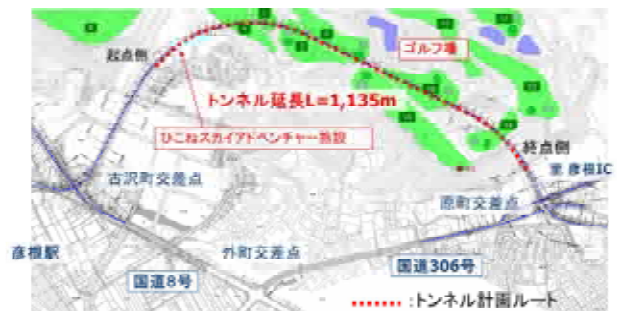 起点側
ゴルフ場
トンネル延長L=1,135m
ひこねスカイアドベンチャー施設
終点側
至 彦根IC
古沢町交差点
原町交差点
彦根駅
外町交差点
国道8号
国道306号
:トンネル計画ルート